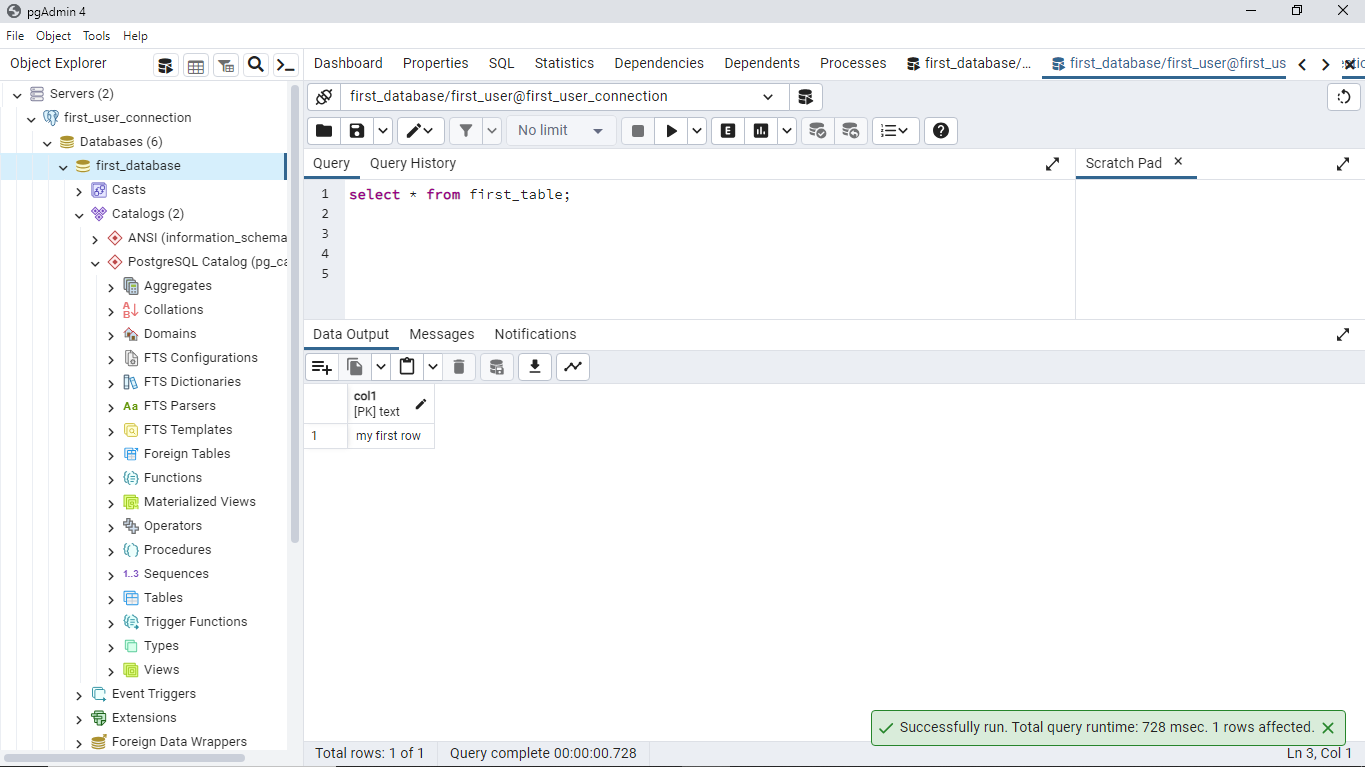 pgAdmin 4
File Object Tools Help
Object Explorer
Dashboard Properties SQL Statistics Dependencies Dependents Processes first_database/... first_database/first_user@first_us
Servers (2)
first_user_connection
Databases (6)
first_database
Casts
Catalogs (2)
ANSI (information_schema
PostgreSQL Catalog (pg_ca
Aggregates
Collations
Domains
FTS Configurations
FTS Dictionaries
Aa FTS Parsers
FTS Templates
Foreign Tables
Functions
Materialized Views
Operators
Procedures
1..3 Sequences
Tables
Trigger Functions
Types
Views
Event Triggers
Extensions
Foreign Data Wrappers
first_database/first_user@first_user_connection
No limit E
Query Query History
Scratch Pad
1 select * from first_table;
2
3
4
5
Data Output Messages Notifications
col1
[PK] text
1 my first row
Successfully run. Total query runtime: 728 msec. 1 rows affected.
Total rows: 1 of 1 Query complete 00:00:00.728 Ln 3, Col 1